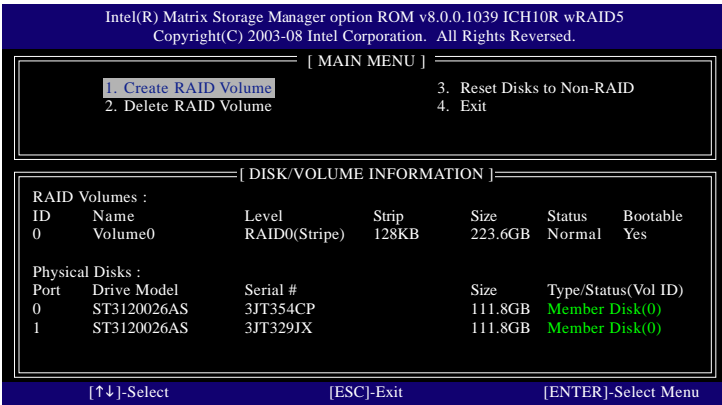 Intel(R) Matrix Storage Manager option ROM v8.0.0.1039 ICH10R wRAID5
Copyright(C) 2003-08 Intel Corporation. All Rights Reversed.
[ MAIN MENU ]
1. Create RAID Volume 3. Reset Disks to Non-RAID
2. Delete RAID Volume 4. Exit
[ DISK/VOLUME INFORMATION ]
RAID Volumes :
ID Name Level Strip Size Status Bootable
0 Volume0 RAID0(Stripe) 128KB 223.6GB Normal Yes
Physical Disks :
Port Drive Model Serial # Size Type/Status(Vol ID)
0 ST3120026AS 3JT354CP 111.8GB Member Disk(0)
1 ST3120026AS 3JT329JX 111.8GB Member Disk(0)
[↑↓]-Select [ESC]-Exit [ENTER]-Select Menu